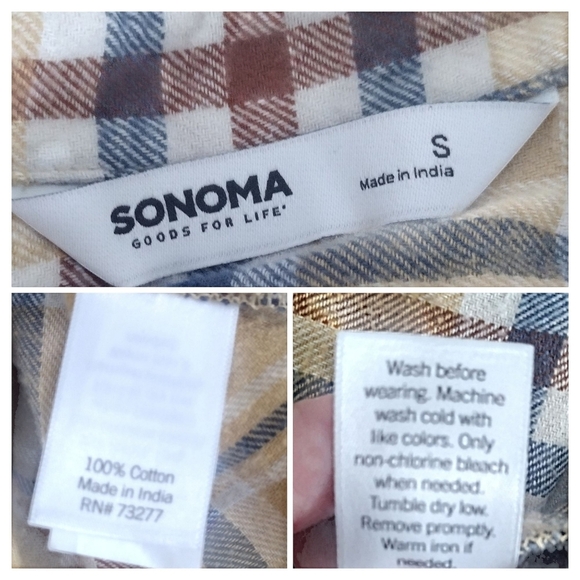 SONOMA
GOODS FOR LIFE
S
Made in India
100% Cotton
Made in India
RN# 73277
Wash before
wearing. Machine
wash cold with
like colors. Only
non-chlorine bleach
when needed.
Tumble dry low.
Remove promptly.
Warm iron if
needed.